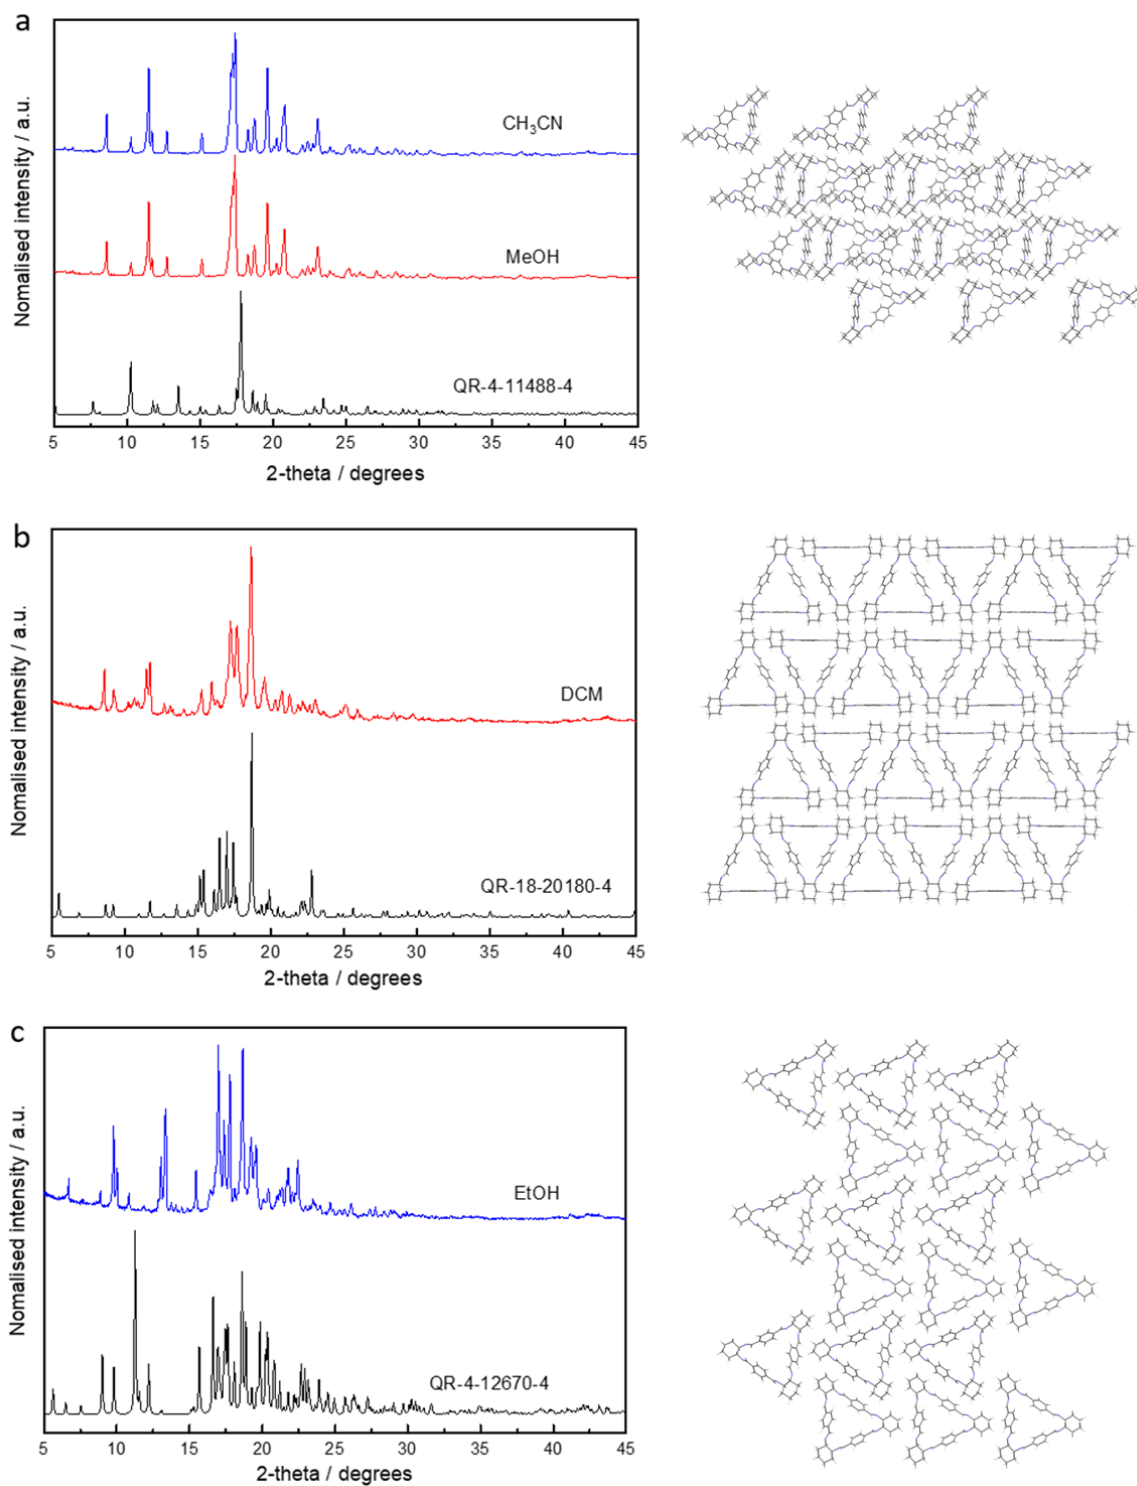 a
Nomalised intensity / a.u.
CH₃CN
MeOH
QR-4-11488-4
5 10 15 20 25 30 35 40 45
2-theta / degrees
b
Nomalised intensity / a.u.
DCM
QR-18-20180-4
5 10 15 20 25 30 35 40 45
2-theta / degrees
c
Nomalised intensity / a.u.
EtOH
QR-4-12670-4
5 10 15 20 25 30 35 40 45
2-theta / degrees